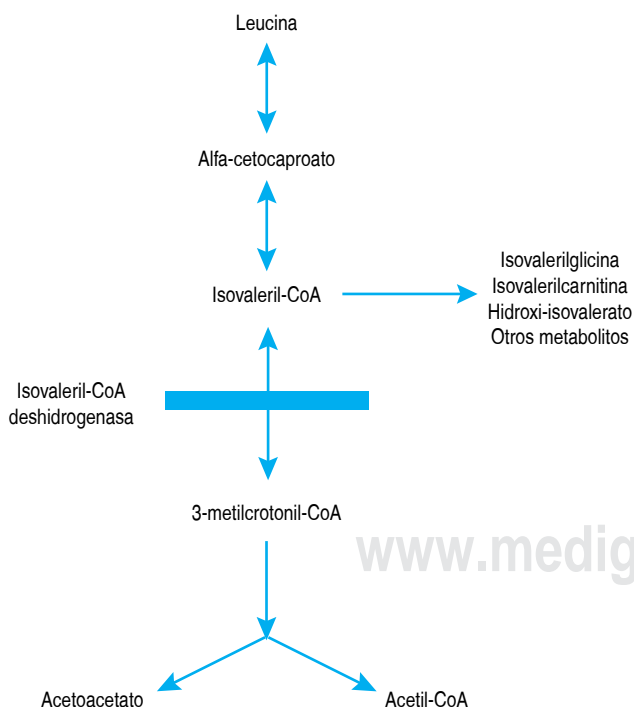 Leucina
Alfa-cetocaproato
Isovaleril-CoA
Isovalerilglicina
Isovalerilcarnitina
Hidroxi-isovalerato
Otros metabolitos
Isovaleril-CoA
deshidrogenasa
3-metilcrotonil-CoA
www.medig
Acetoacetato
Acetil-CoA